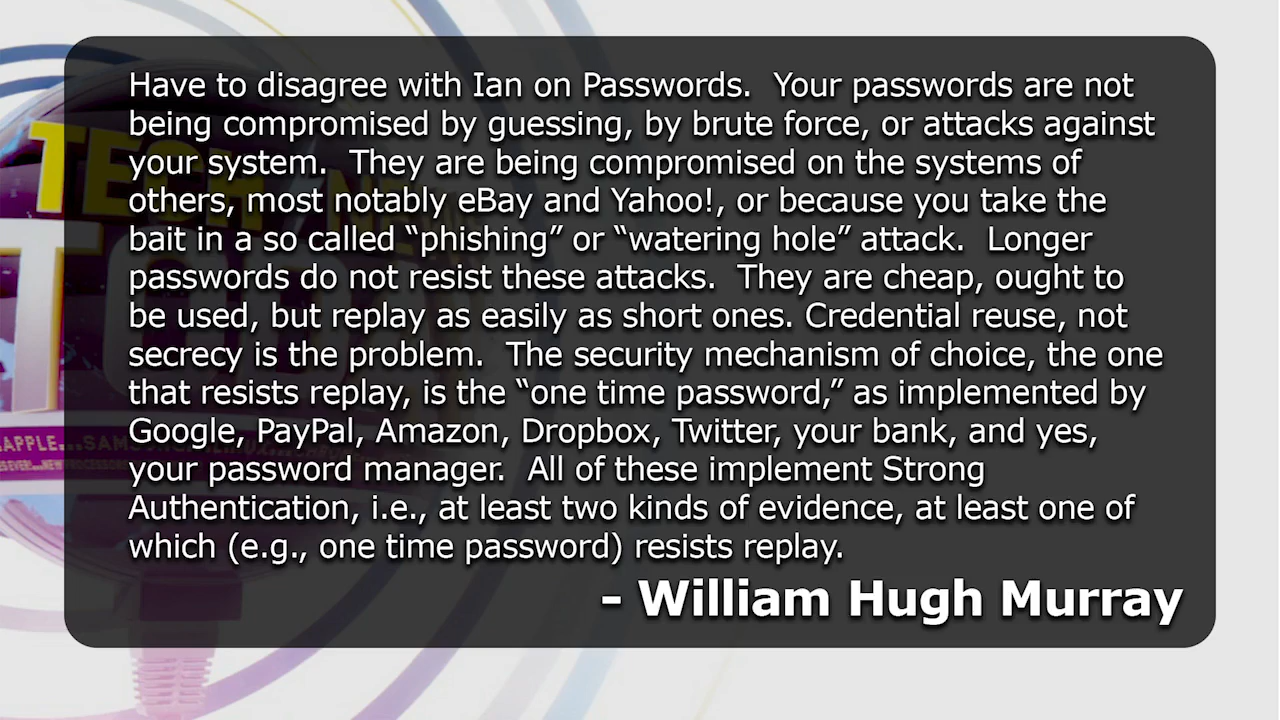 Have to disagree with Ian on Passwords.  Your passwords are not
being compromised by guessing, by brute force, or attacks against
your system.  They are being compromised on the systems of
others, most notably eBay and Yahoo!, or because you take the
bait in a so called “phishing” or “watering hole” attack.  Longer
passwords do not resist these attacks.  They are cheap, ought to
be used, but replay as easily as short ones. Credential reuse, not
secrecy is the problem.  The security mechanism of choice, the one
that resists replay, is the “one time password,” as implemented by
Google, PayPal, Amazon, Dropbox, Twitter, your bank, and yes,
your password manager.  All of these implement Strong
Authentication, i.e., at least two kinds of evidence, at least one of
which (e.g., one time password) resists replay.
- William Hugh Murray
TECH
APPLE...